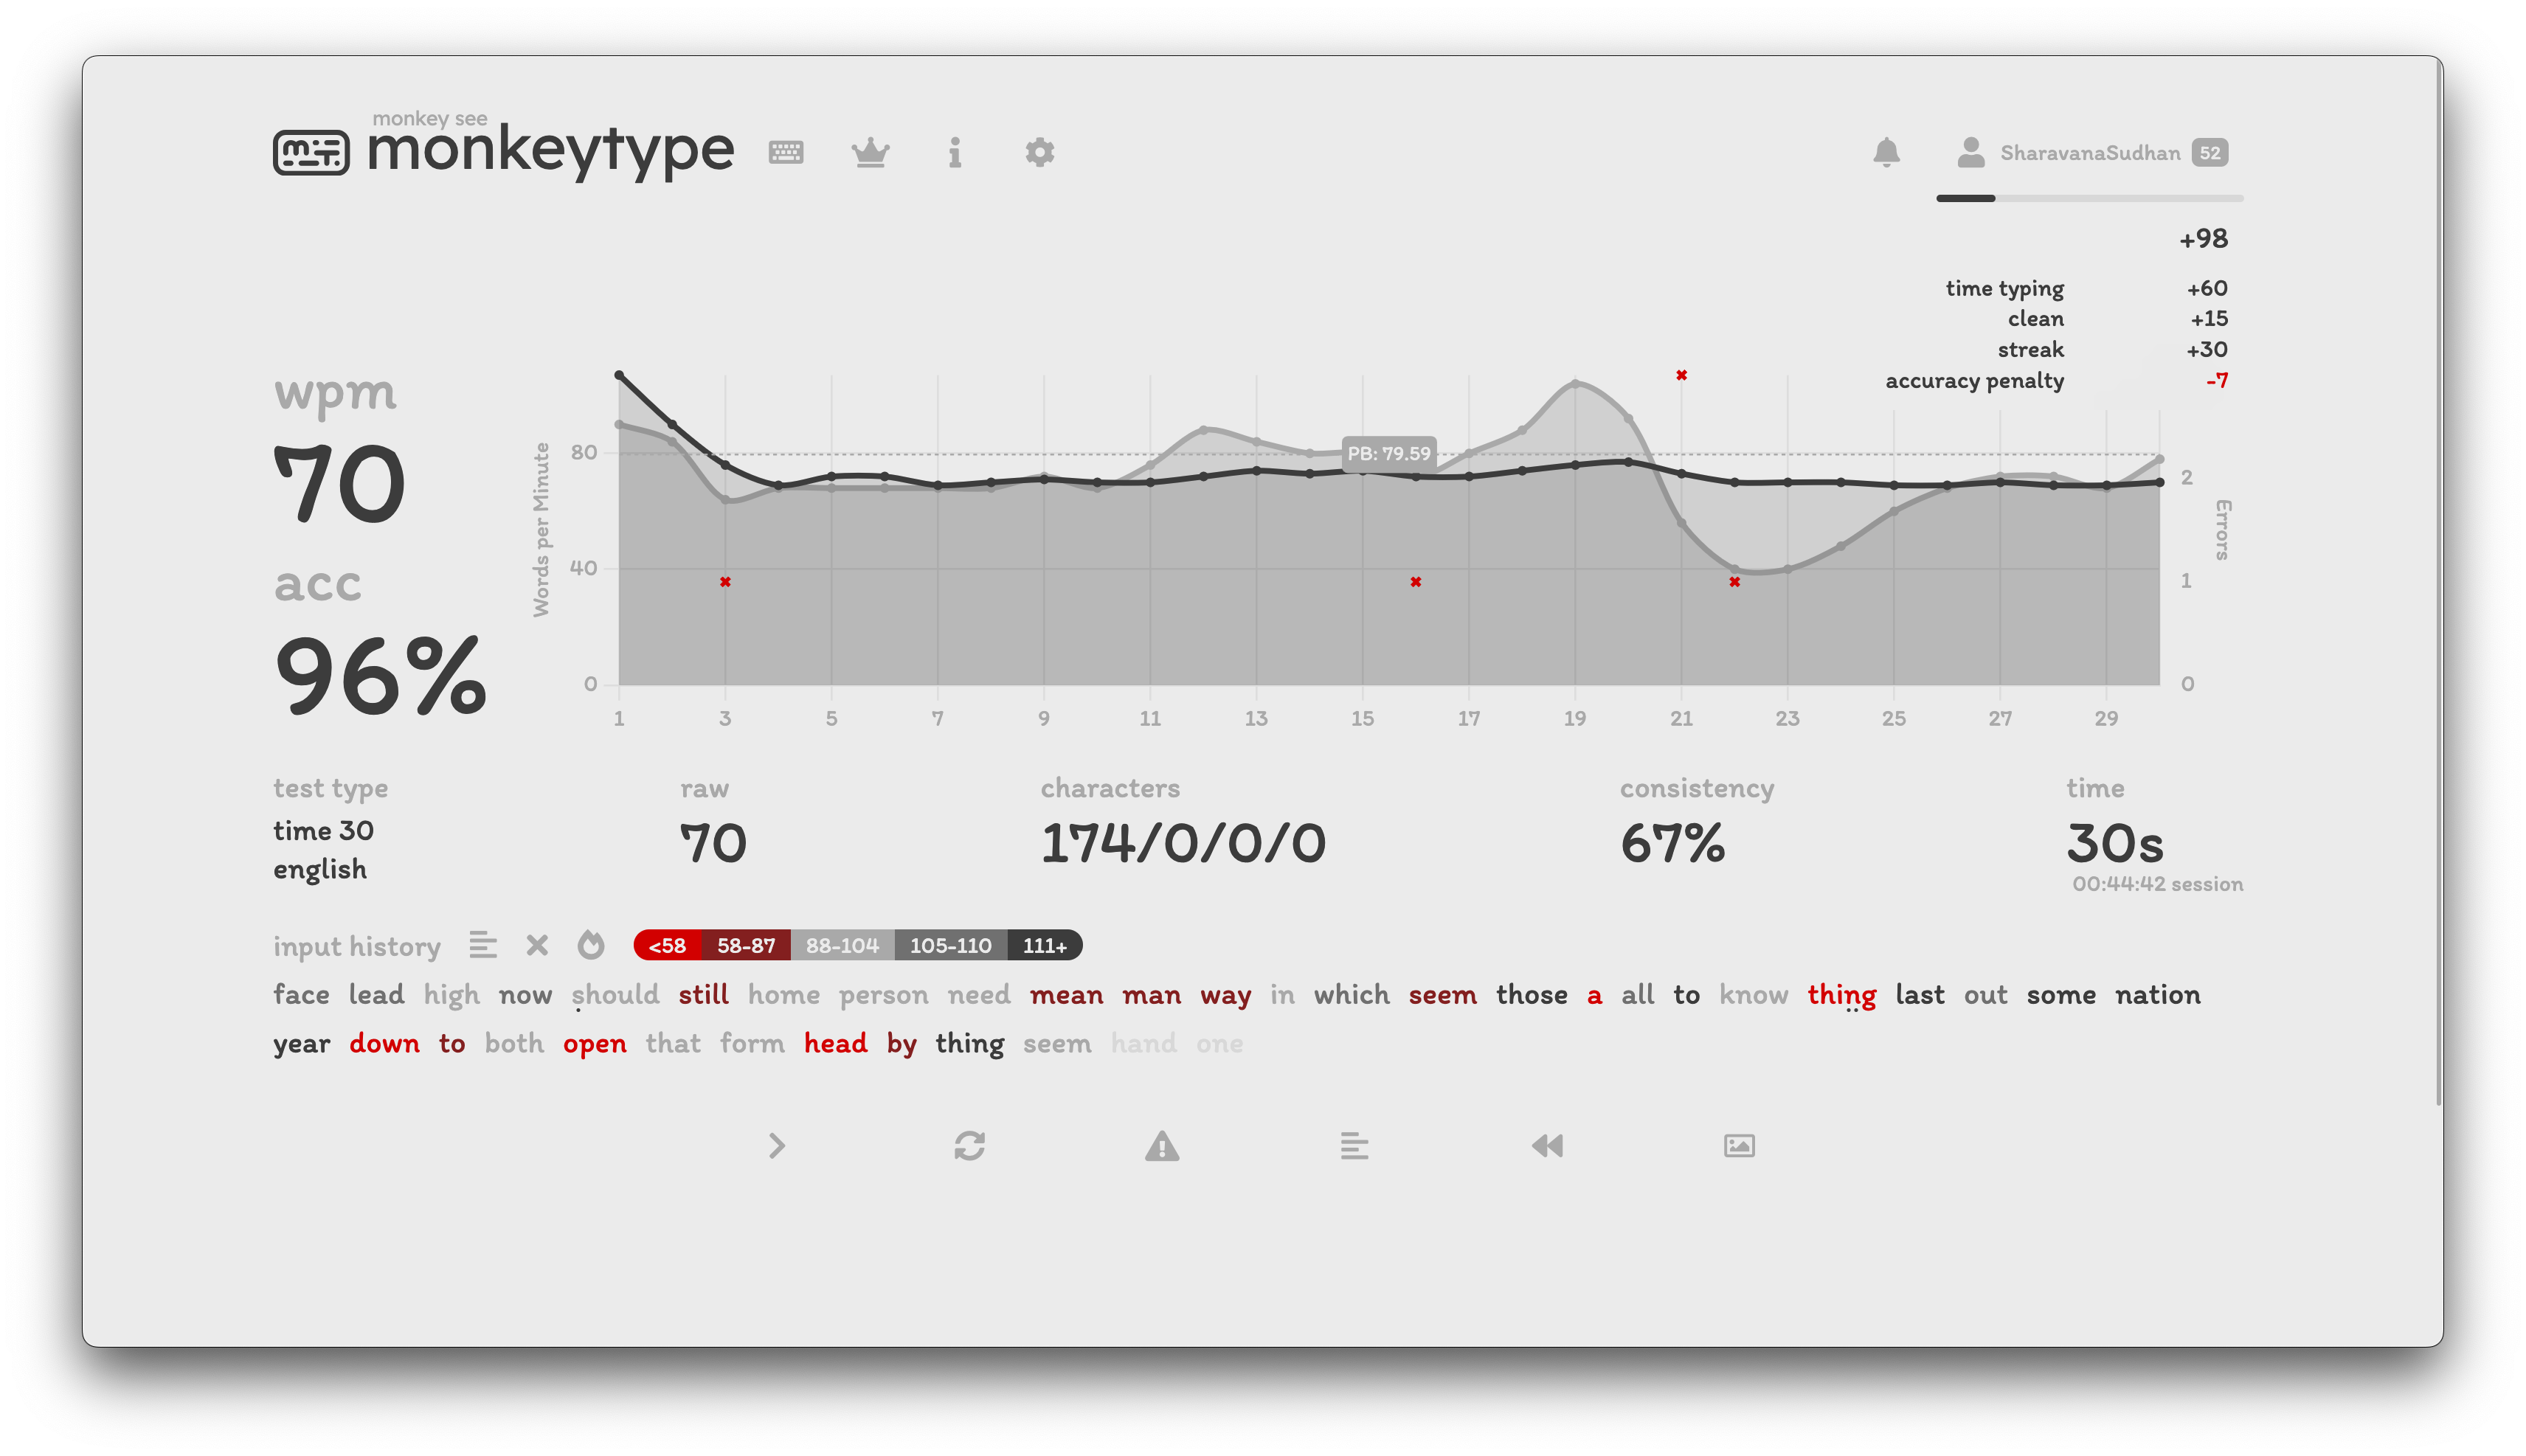 monkey see
monkeytype
SharavanaSudhan 52
+98
time typing +60
clean +15
streak +30
accuracy penalty -7
wpm
70
acc
96%
Words per Minute
80
40
0
PB: 79.59
2
1
0
Errors
1 3 5 7 9 11 13 15 17 19 21 23 25 27 29
test type
time 30
english
raw
70
characters
174/0/0/0
consistency
67%
time
30s
00:44:42 session
input history <58 58-87 88-104 105-110 111+
face lead high now should still home person need mean man way in which seem those a all to know thing last out some nation
year down to both open that form head by thing seem hand one